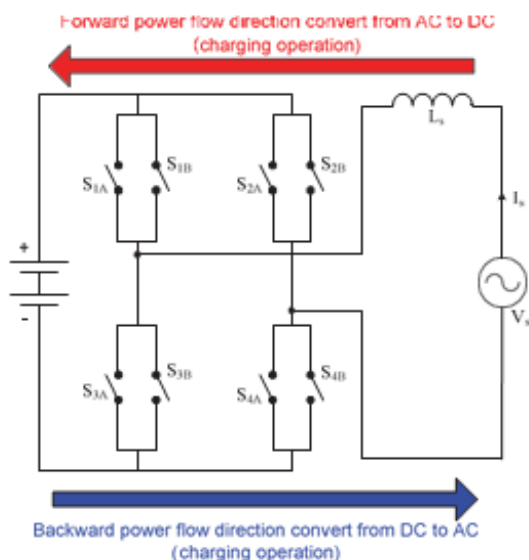 Forward power flow direction convert from AC to DC
(charging operation)
Ls
S1A
S1B
S2A
S2B
Is
+
-
Vs
S3A
S3B
S4A
S4B
Backward power flow direction convert from DC to AC
(charging operation)